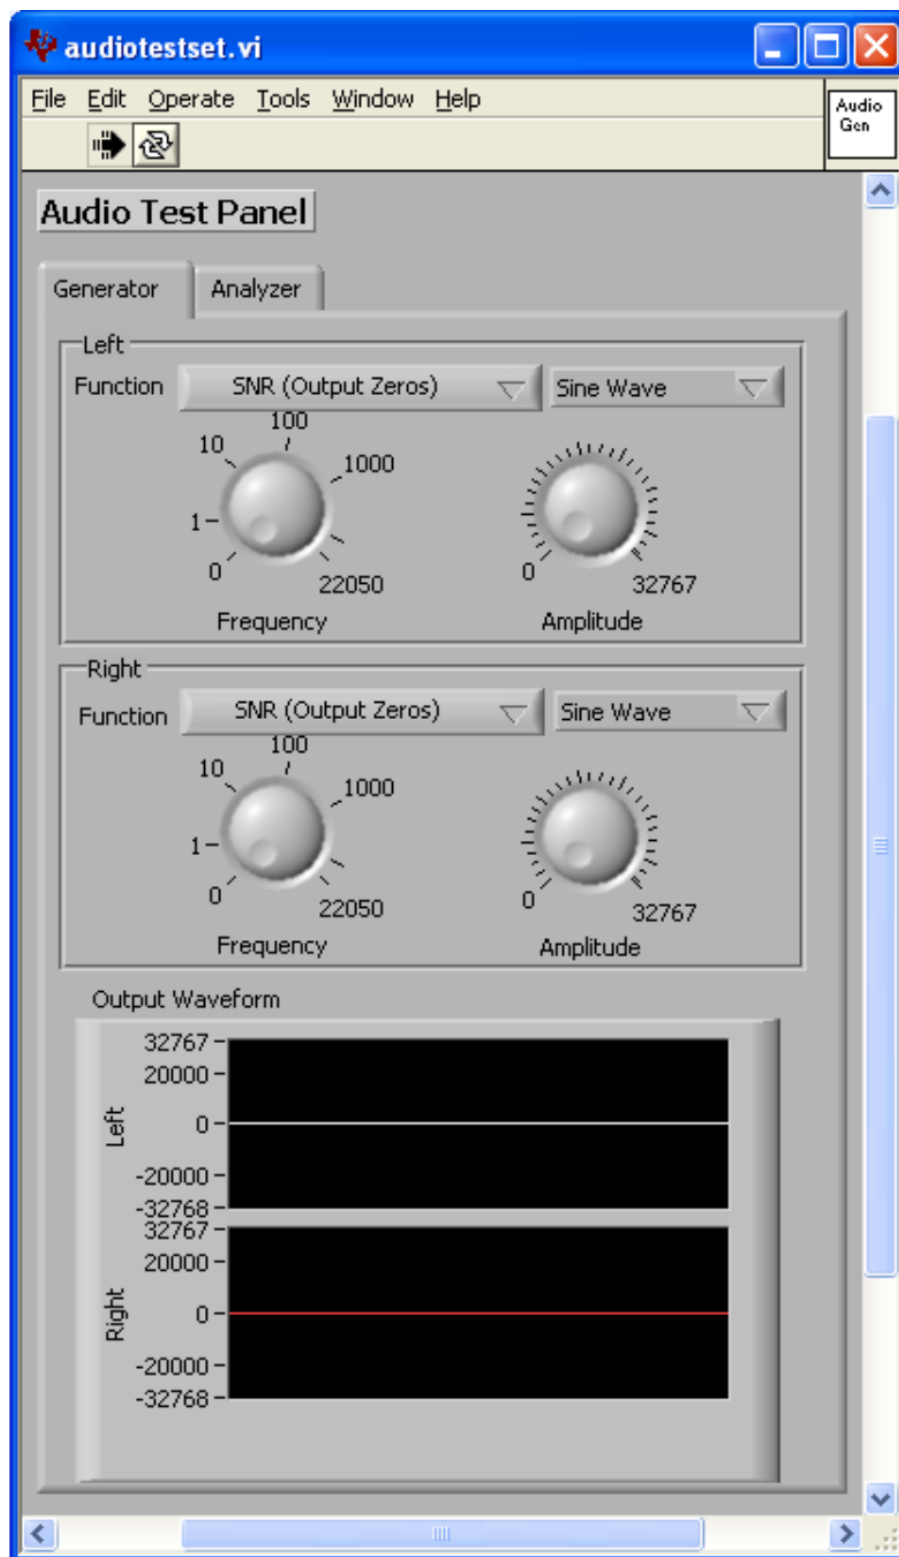 audiotestset.vi
File Edit Operate Tools Window Help
Audio
Gen
Audio Test Panel
Generator Analyzer
Left
Function SNR (Output Zeros) Sine Wave
100
10
1000
1
0
22050
Frequency
0
32767
Amplitude
Right
Function SNR (Output Zeros) Sine Wave
100
10
1000
1
0
22050
Frequency
0
32767
Amplitude
Output Waveform
Left
32767
20000
0
-20000
-32768
Right
32767
20000
0
-20000
-32768